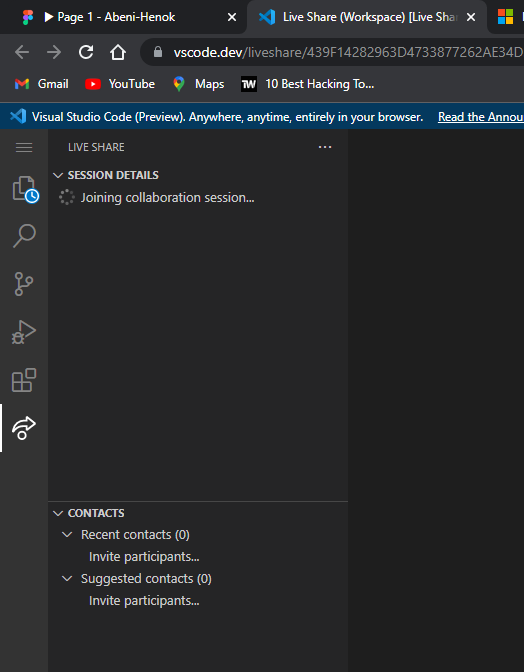 Page 1 - Abeni-Henok
Live Share (Workspace) [Live Sha
vscode.dev/liveshare/439F14282963D4733877262AE34D
Gmail
YouTube
Maps
TW
10 Best Hacking To...
Visual Studio Code (Preview). Anywhere, anytime, entirely in your browser. Read the Annou
LIVE SHARE
SESSION DETAILS
Joining collaboration session...
CONTACTS
Recent contacts (0)
Invite participants...
Suggested contacts (0)
Invite participants...